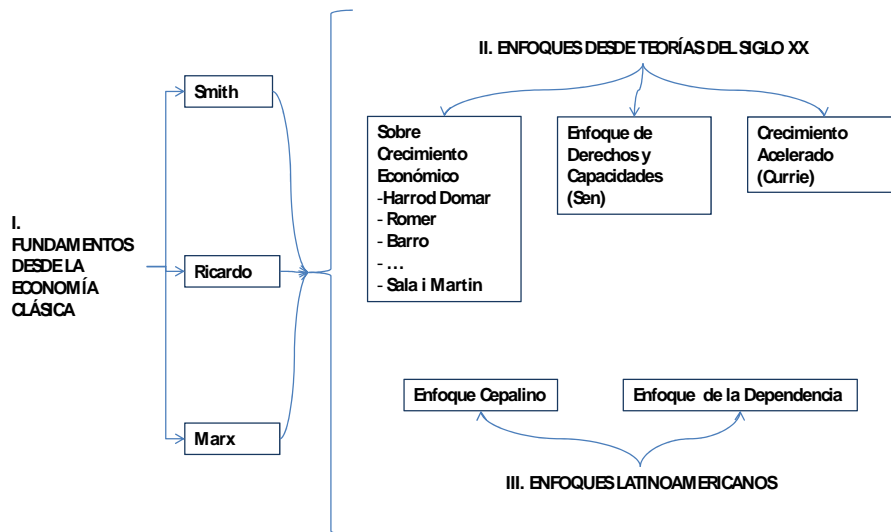 I.
FUNDAMENTOS
DESDE LA
ECONOMÍA
CLÁSICA
Smith
Ricardo
Marx
II. ENFOQUES DESDE TEORÍAS DEL SIGLO XX
Sobre
Crecimiento
Económico
-Harrod Domar
- Romer
- Barro
- ...
- Sala i Martin
Enfoque de
Derechos y
Capacidades
(Sen)
Crecimiento
Acelerado
(Currie)
Enfoque Cepalino
Enfoque de la Dependencia
III. ENFOQUES LATINOAMERICANOS